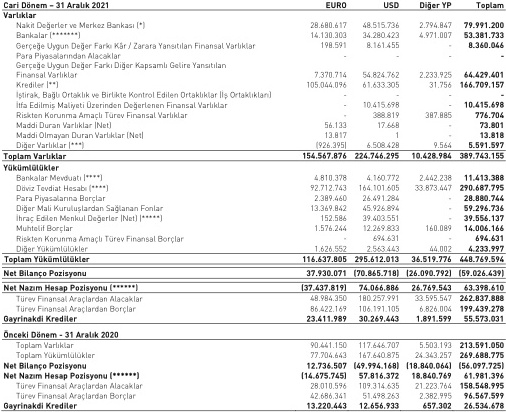 Cari Dönem – 31 Aralık 2021 EURO USD Diğer YP Toplam
Varlıklar
Nakit Değerler ve Merkez Bankası (*) 28.680.617 48.515.736 2.794.847 79.991.200
Bankalar (*******) 14.130.303 34.280.423 4.971.007 53.381.733
Gerçeğe Uygun Değer Farkı Kâr / Zarara Yansıtılan Finansal Varlıklar 198.591 8.161.455 - 8.360.046
Para Piyasalarından Alacaklar - - - -
Gerçeğe Uygun Değer Farkı Diğer Kapsamlı Gelire Yansıtılan
Finansal Varlıklar 7.370.714 54.824.762 2.233.925 64.429.401
Krediler (**) 105.044.096 61.633.305 31.756 166.709.157
İştirak, Bağlı Ortaklık ve Birlikte Kontrol Edilen Ortaklıklar (İş Ortaklıkları) - - - -
İtfa Edilmiş Maliyeti Üzerinden Değerlenen Finansal Varlıklar - 10.415.698 - 10.415.698
Riskten Korunma Amaçlı Türev Finansal Varlıklar - 388.819 387.885 776.704
Maddi Duran Varlıklar (Net) 56.133 17.668 - 73.801
Maddi Olmayan Duran Varlıklar (Net) 13.817 1 - 13.818
Diğer Varlıklar (***) (926.395) 6.508.428 9.564 5.591.597
Toplam Varlıklar 154.567.876 224.746.295 10.428.984 389.743.155
Yükümlülükler
Bankalar Mevduatı (****) 4.810.378 4.160.772 2.442.238 11.413.388
Döviz Tevdiat Hesabı (****) 92.712.743 164.101.605 33.873.447 290.687.795
Para Piyasalarına Borçlar 2.389.460 26.491.284 - 28.880.744
Diğer Mali Kuruluşlardan Sağlanan Fonlar 13.369.842 45.926.894 - 59.296.736
İhraç Edilen Menkul Değerler (Net) (*****) 152.586 39.403.551 - 39.556.137
Muhtelif Borçlar 1.576.244 12.269.833 160.089 14.006.166
Riskten Korunma Amaçlı Türev Finansal Borçlar - 694.631 - 694.631
Diğer Yükümlülükler 1.626.552 2.563.443 44.002 4.233.997
Toplam Yükümlülükler 116.637.805 295.612.013 36.519.776 448.769.594
Net Bilanço Pozisyonu 37.930.071 (70.865.718) (26.090.792) (59.026.439)
Net Nazım Hesap Pozisyonu (******) (37.437.819) 74.066.886 26.769.543 63.398.610
Türev Finansal Araçlardan Alacaklar 48.984.350 180.257.991 33.595.547 262.837.888
Türev Finansal Araçlardan Borçlar 86.422.169 106.191.105 6.826.004 199.439.278
Gayrinakdi Krediler 23.411.989 30.269.443 1.891.599 55.573.031
Önceki Dönem – 31 Aralık 2020
Toplam Varlıklar 90.441.150 117.646.707 5.503.193 213.591.050
Toplam Yükümlülükler 77.704.643 167.640.875 24.343.257 269.688.775
Net Bilanço Pozisyonu 12.736.507 (49.994.168) (18.840.064) (56.097.725)
Net Nazım Hesap Pozisyonu (******) (14.675.745) 57.816.372 18.840.769 61.981.396
Türev Finansal Araçlardan Alacaklar 28.010.596 109.314.635 21.223.764 158.548.995
Türev Finansal Araçlardan Borçlar 42.686.341 51.498.263 2.382.995 96.567.599
Gayrinakdi Krediler 13.220.443 12.656.933 657.302 26.534.678